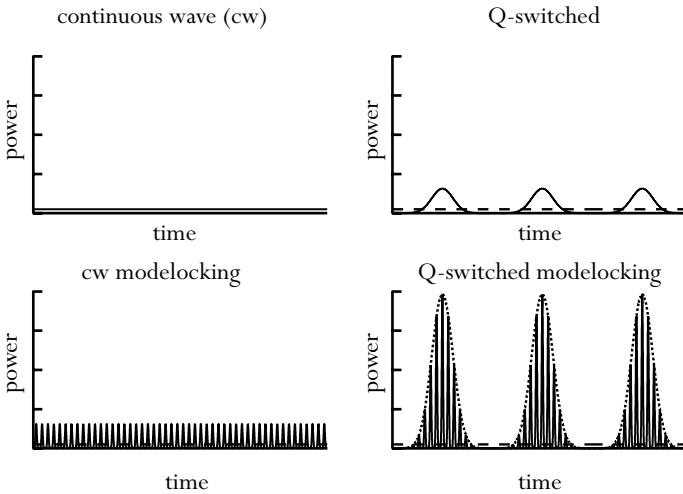 continuous wave (cw)
Q-switched
power
power
time
time
cw modelocking
Q-switched modelocking
power
power
time
time